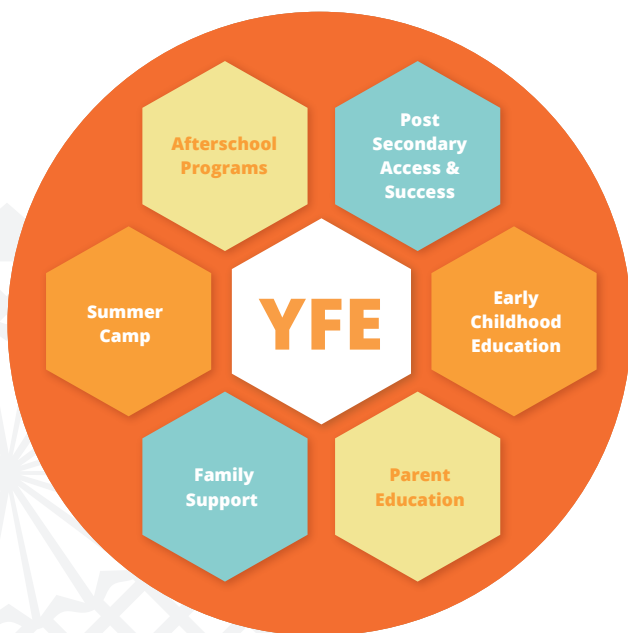 Afterschool
Programs
Post
Secondary
Access &
Success
Summer
Camp
YFE
Early
Childhood
Education
Family
Support
Parent
Education